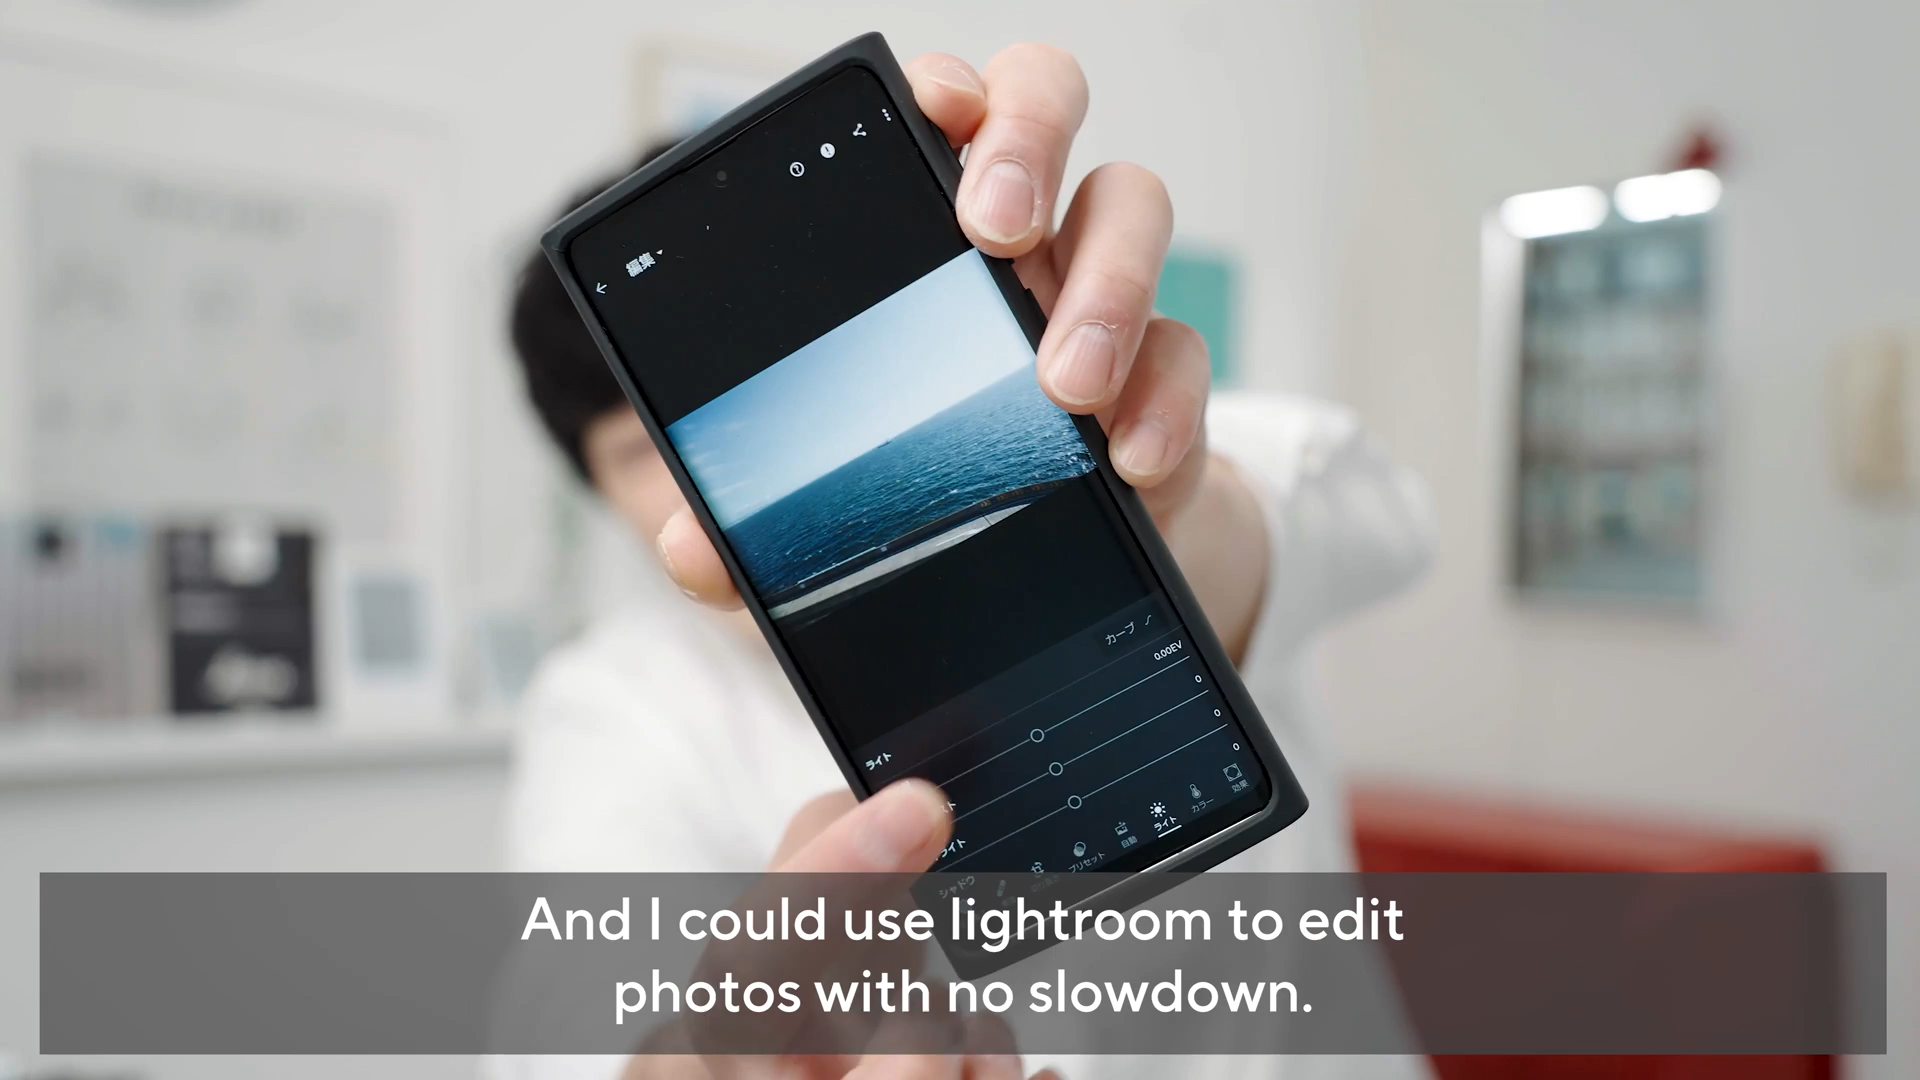 編集
カーブ
0.00EV
ライト
0
0
0
シャドウ
プリセット
自動
ライト
カラー
効果
And I could use lightroom to edit
photos with no slowdown.